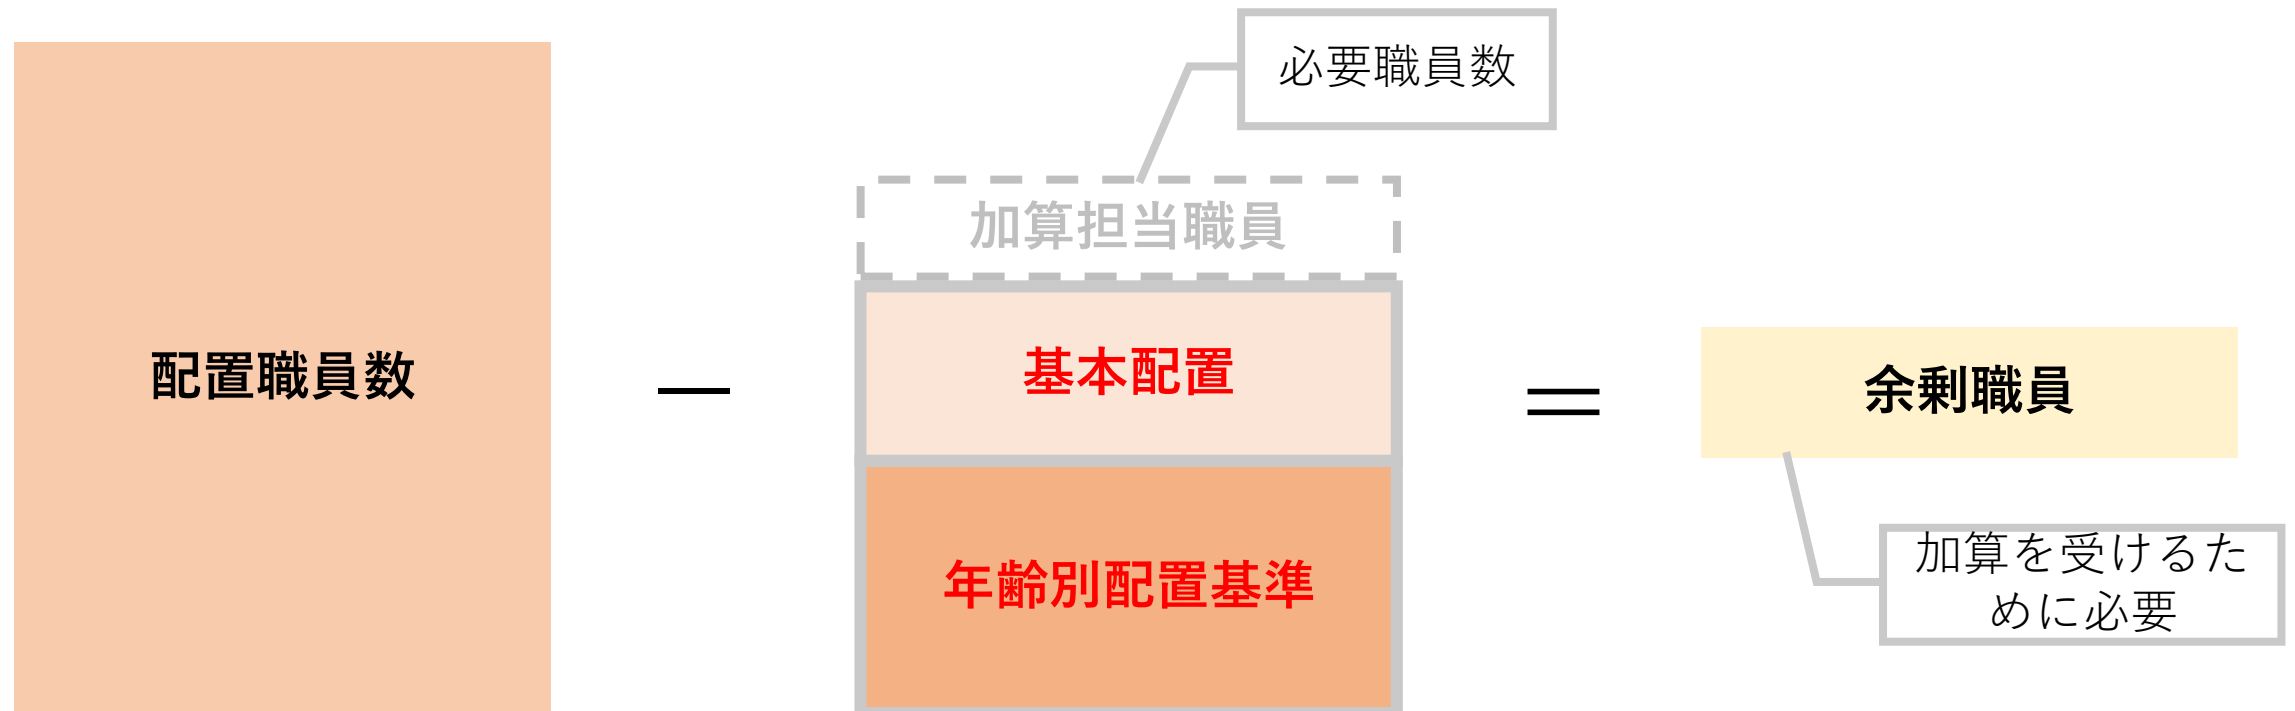 必要職員数
加算担当職員
配置職員数
基本配置
年齢別配置基準
余剰職員
加算を受けるた
めに必要